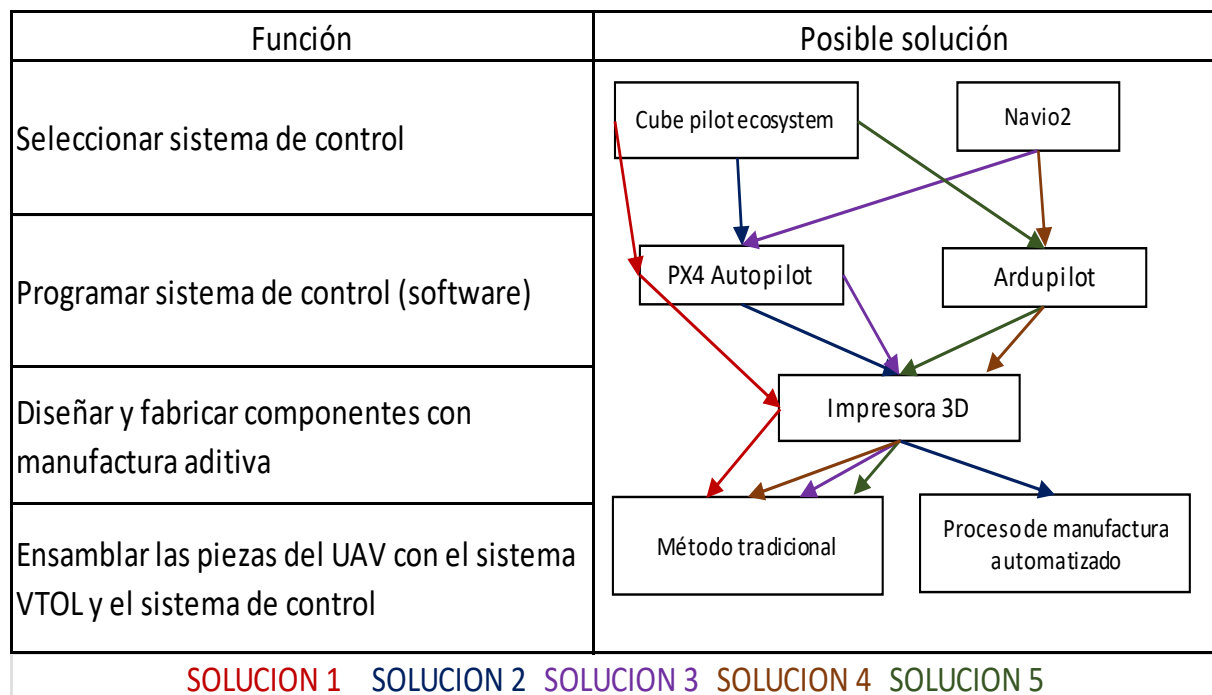 Función
Posible solución
Seleccionar sistema de control
Cube pilot ecosystem
Navio2
Programar sistema de control (software)
PX4 Autopilot
Ardupilot
Diseñar y fabricar componentes con
manufactura aditiva
Impresora 3D
Ensamblar las piezas del UAV con el sistema
VTOL y el sistema de control
Método tradicional
Proceso de manufactura
automatizado
SOLUCION 1 SOLUCION 2 SOLUCION 3 SOLUCION 4 SOLUCION 5